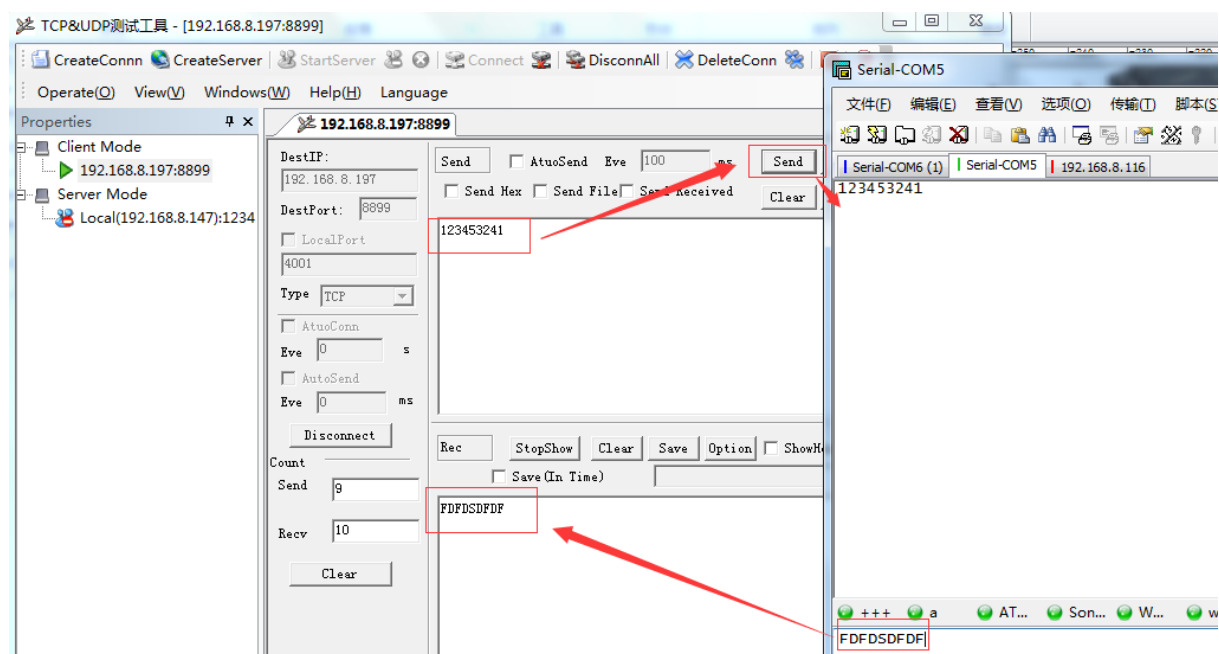 TCP&UDP测试工具 - [192.168.8.197:8899]
CreateConnn CreateServer StartServer Connect DisconnAll DeleteConn
Operate(O) View(V) Windows(W) Help(H) Language
Properties
Client Mode
192.168.8.197:8899
Server Mode
Local(192.168.8.147):1234
192.168.8.197:8899
DestIP:
192.168.8.197
DestPort: 8899
LocalPort
4001
Type TCP
AtuoConn
Eve 0 s
AutoSend
Eve 0 ms
Disconnect
Count
Send 9
Recv 10
Clear
Send AtuoSend Eve 100 ms Send
Send Hex Send File Send Received Clear
123453241
Rec StopShow Clear Save Option
Save(In Time)
FDFDSDFDF
Serial-COM5
文件(F) 编辑(E) 查看(V) 选项(O) 传输(T) 脚本(S
Serial-COM6 (1) Serial-COM5 192.168.8.116
123453241
+++ a AT... Son... W... w
FDFDSDFDF